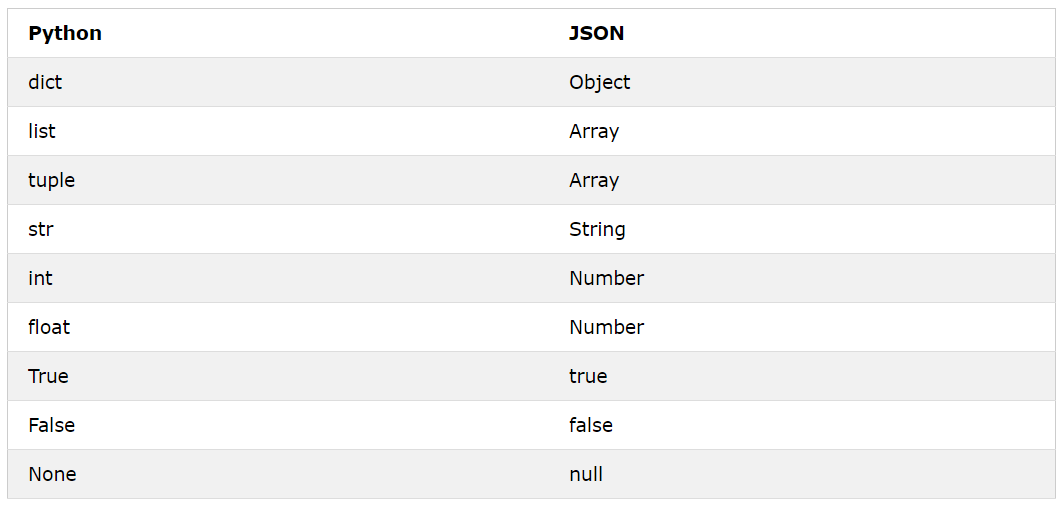 Python JSON
dict Object
list Array
tuple Array
str String
int Number
float Number
True true
False false
None null